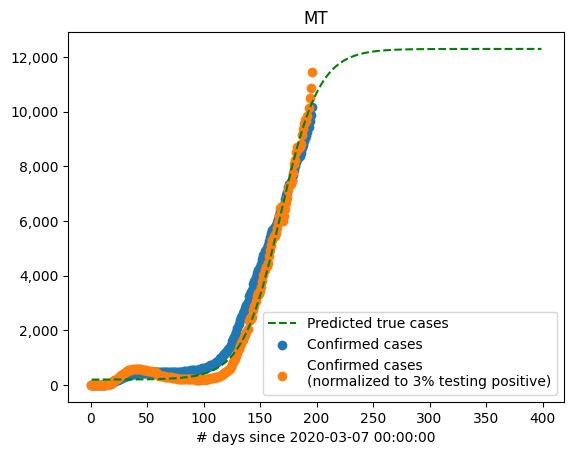 MT
12,000
10,000
8,000
6,000
4,000
2,000
0
Predicted true cases
Confirmed cases
Confirmed cases
(normalized to 3% testing positive)
0 50 100 150 200 250 300 350 400
# days since 2020-03-07 00:00:00